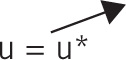 u = u*